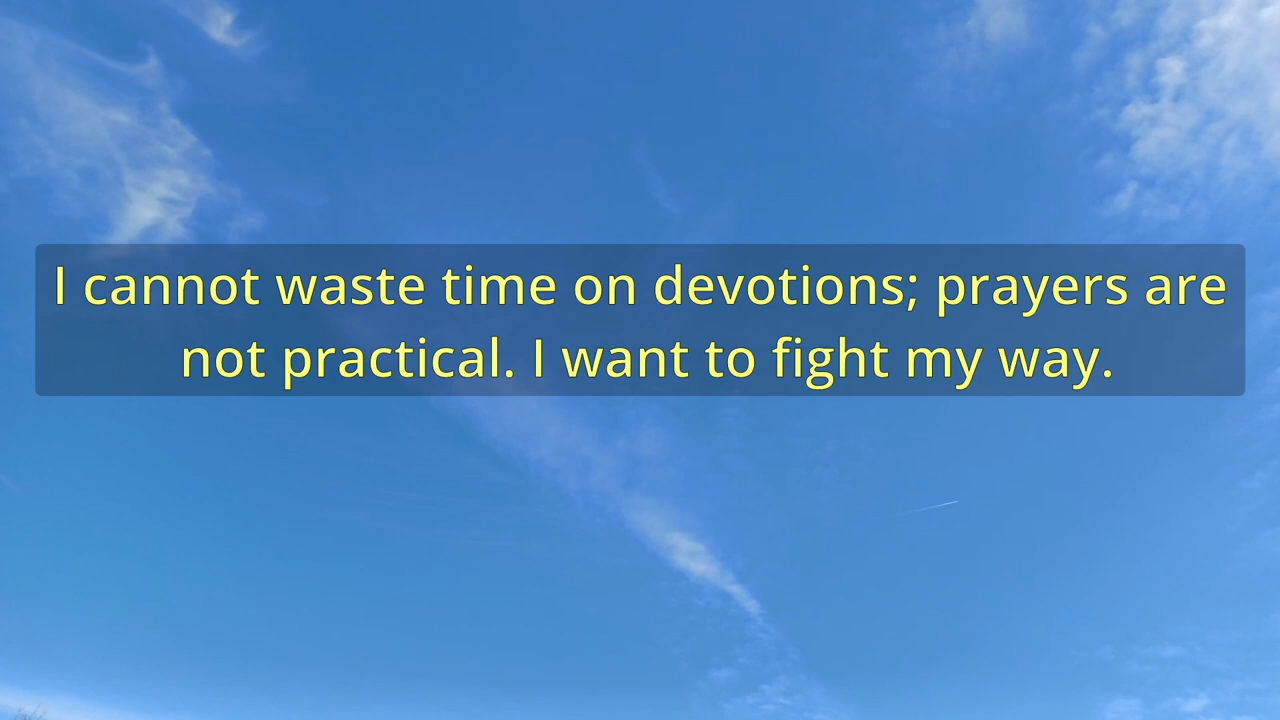 I cannot waste time on devotions; prayers are
not practical. I want to fight my way.